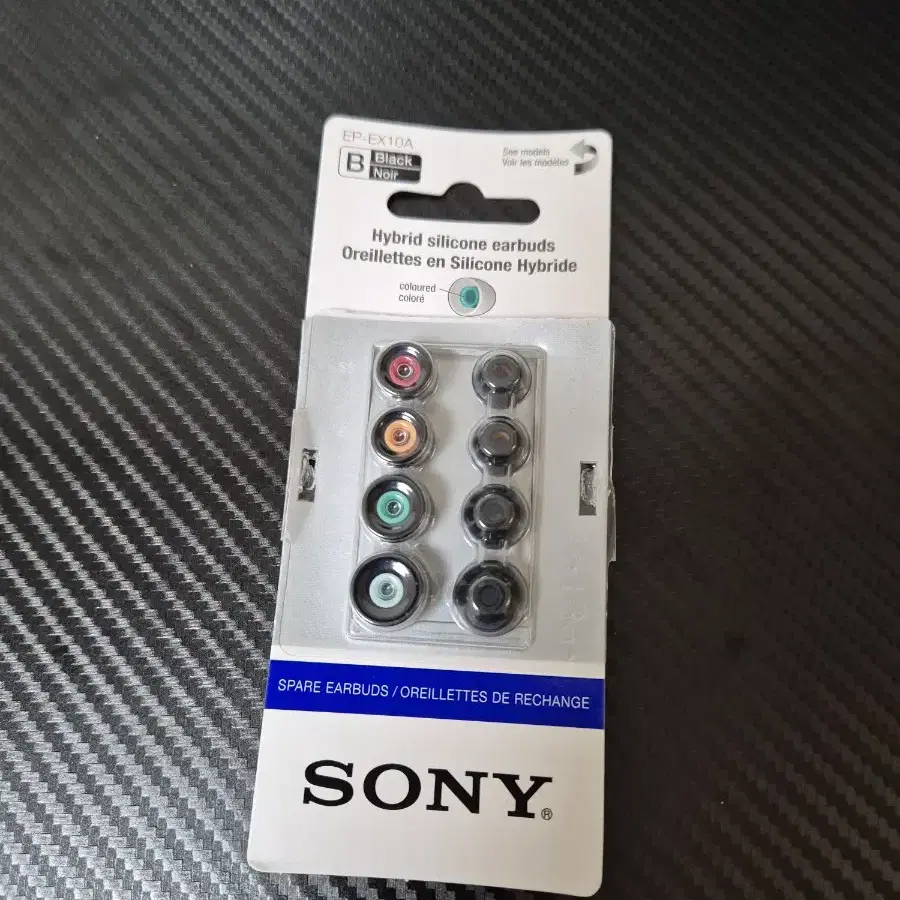 EP-EX10A
B Black
Noir
See models
Voir les modèles
Hybrid silicone earbuds
Oreillettes en Silicone Hybride
coloured
coloré
SS
SPARE EARBUDS / OREILLETTES DE RECHANGE
SONY®